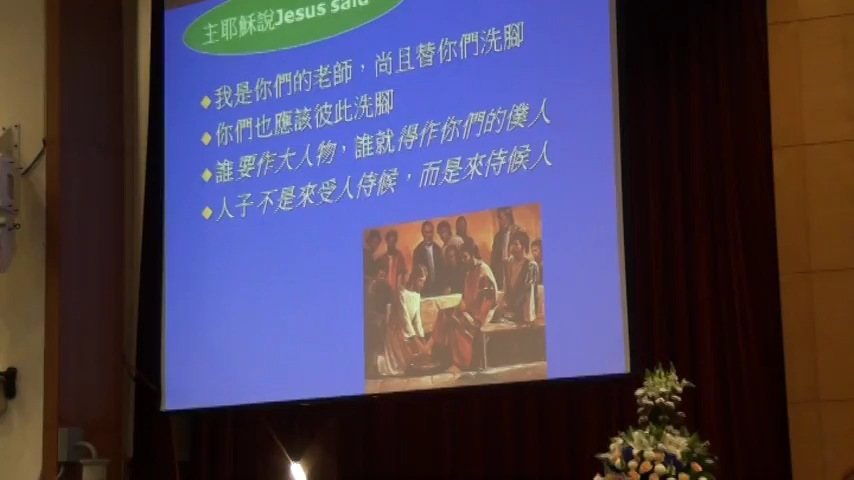 主耶穌說Jesus said
我是你們的老師，尚且替你們洗腳
你們也應該彼此洗腳
誰要作大人物，誰就得作你們的僕人
人子不是來受人侍候，而是來侍候人